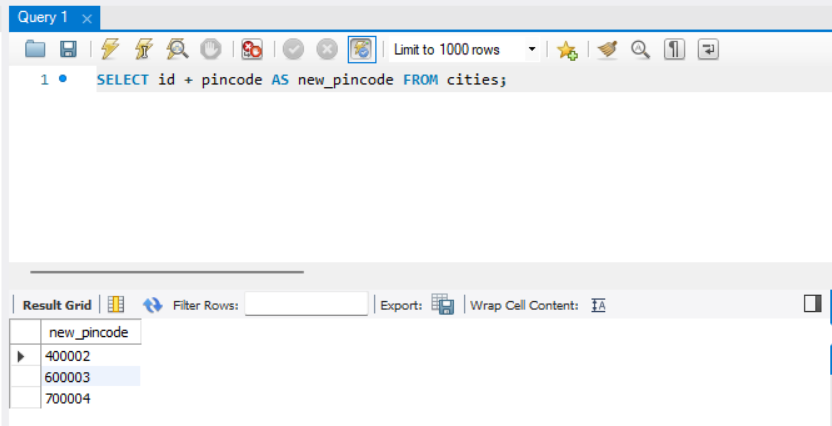 Query 1
Limit to 1000 rows
1 SELECT id + pincode AS new_pincode FROM cities;
Result Grid Filter Rows: Export: Wrap Cell Content:
new_pincode
400002
600003
700004